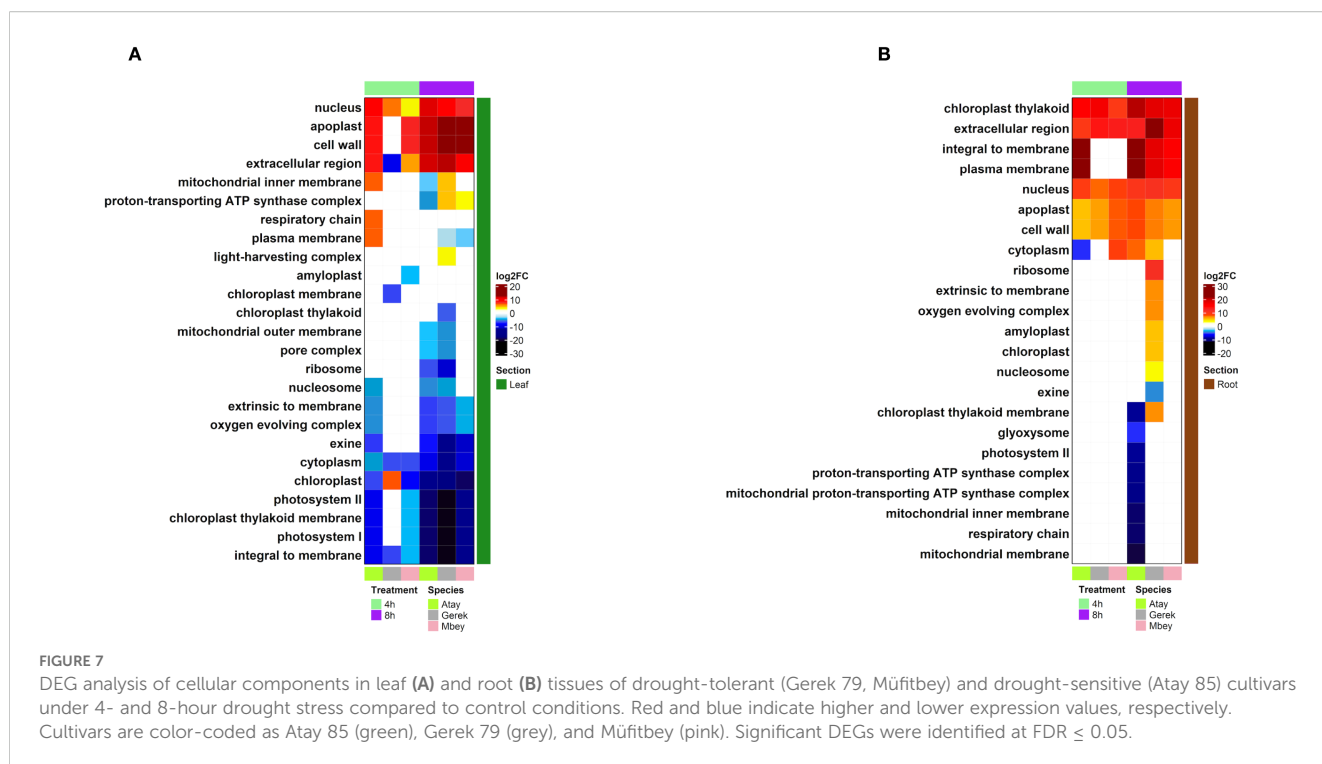 A
nucleus
apoplast
cell wall
extracellular region
mitochondrial inner membrane
proton-transporting ATP synthase complex
respiratory chain
plasma membrane
light-harvesting complex
amyloplast
chloroplast membrane
chloroplast thylakoid
mitochondrial outer membrane
pore complex
ribosome
nucleosome
extrinsic to membrane
oxygen evolving complex
exine
cytoplasm
chloroplast
photosystem II
chloroplast thylakoid membrane
photosystem I
integral to membrane
log2FC
20
10
0
-10
-20
-30
Section
Leaf
Treatment
4h
8h
Species
Atay
Gerek
Mbey
B
chloroplast thylakoid
extracellular region
integral to membrane
plasma membrane
nucleus
apoplast
cell wall
cytoplasm
ribosome
extrinsic to membrane
oxygen evolving complex
amyloplast
chloroplast
nucleosome
exine
chloroplast thylakoid membrane
glyoxysome
photosystem II
proton-transporting ATP synthase complex
mitochondrial proton-transporting ATP synthase complex
mitochondrial inner membrane
respiratory chain
mitochondrial membrane
log2FC
30
20
10
0
-10
-20
Section
Root
Treatment
4h
8h
Species
Atay
Gerek
Mbey
FIGURE 7
DEG analysis of cellular components in leaf (A) and root (B) tissues of drought-tolerant (Gerek 79, Müfitbey) and drought-sensitive (Atay 85) cultivars
under 4- and 8-hour drought stress compared to control conditions. Red and blue indicate higher and lower expression values, respectively.
Cultivars are color-coded as Atay 85 (green), Gerek 79 (grey), and Müfitbey (pink). Significant DEGs were identified at FDR ≤ 0.05.